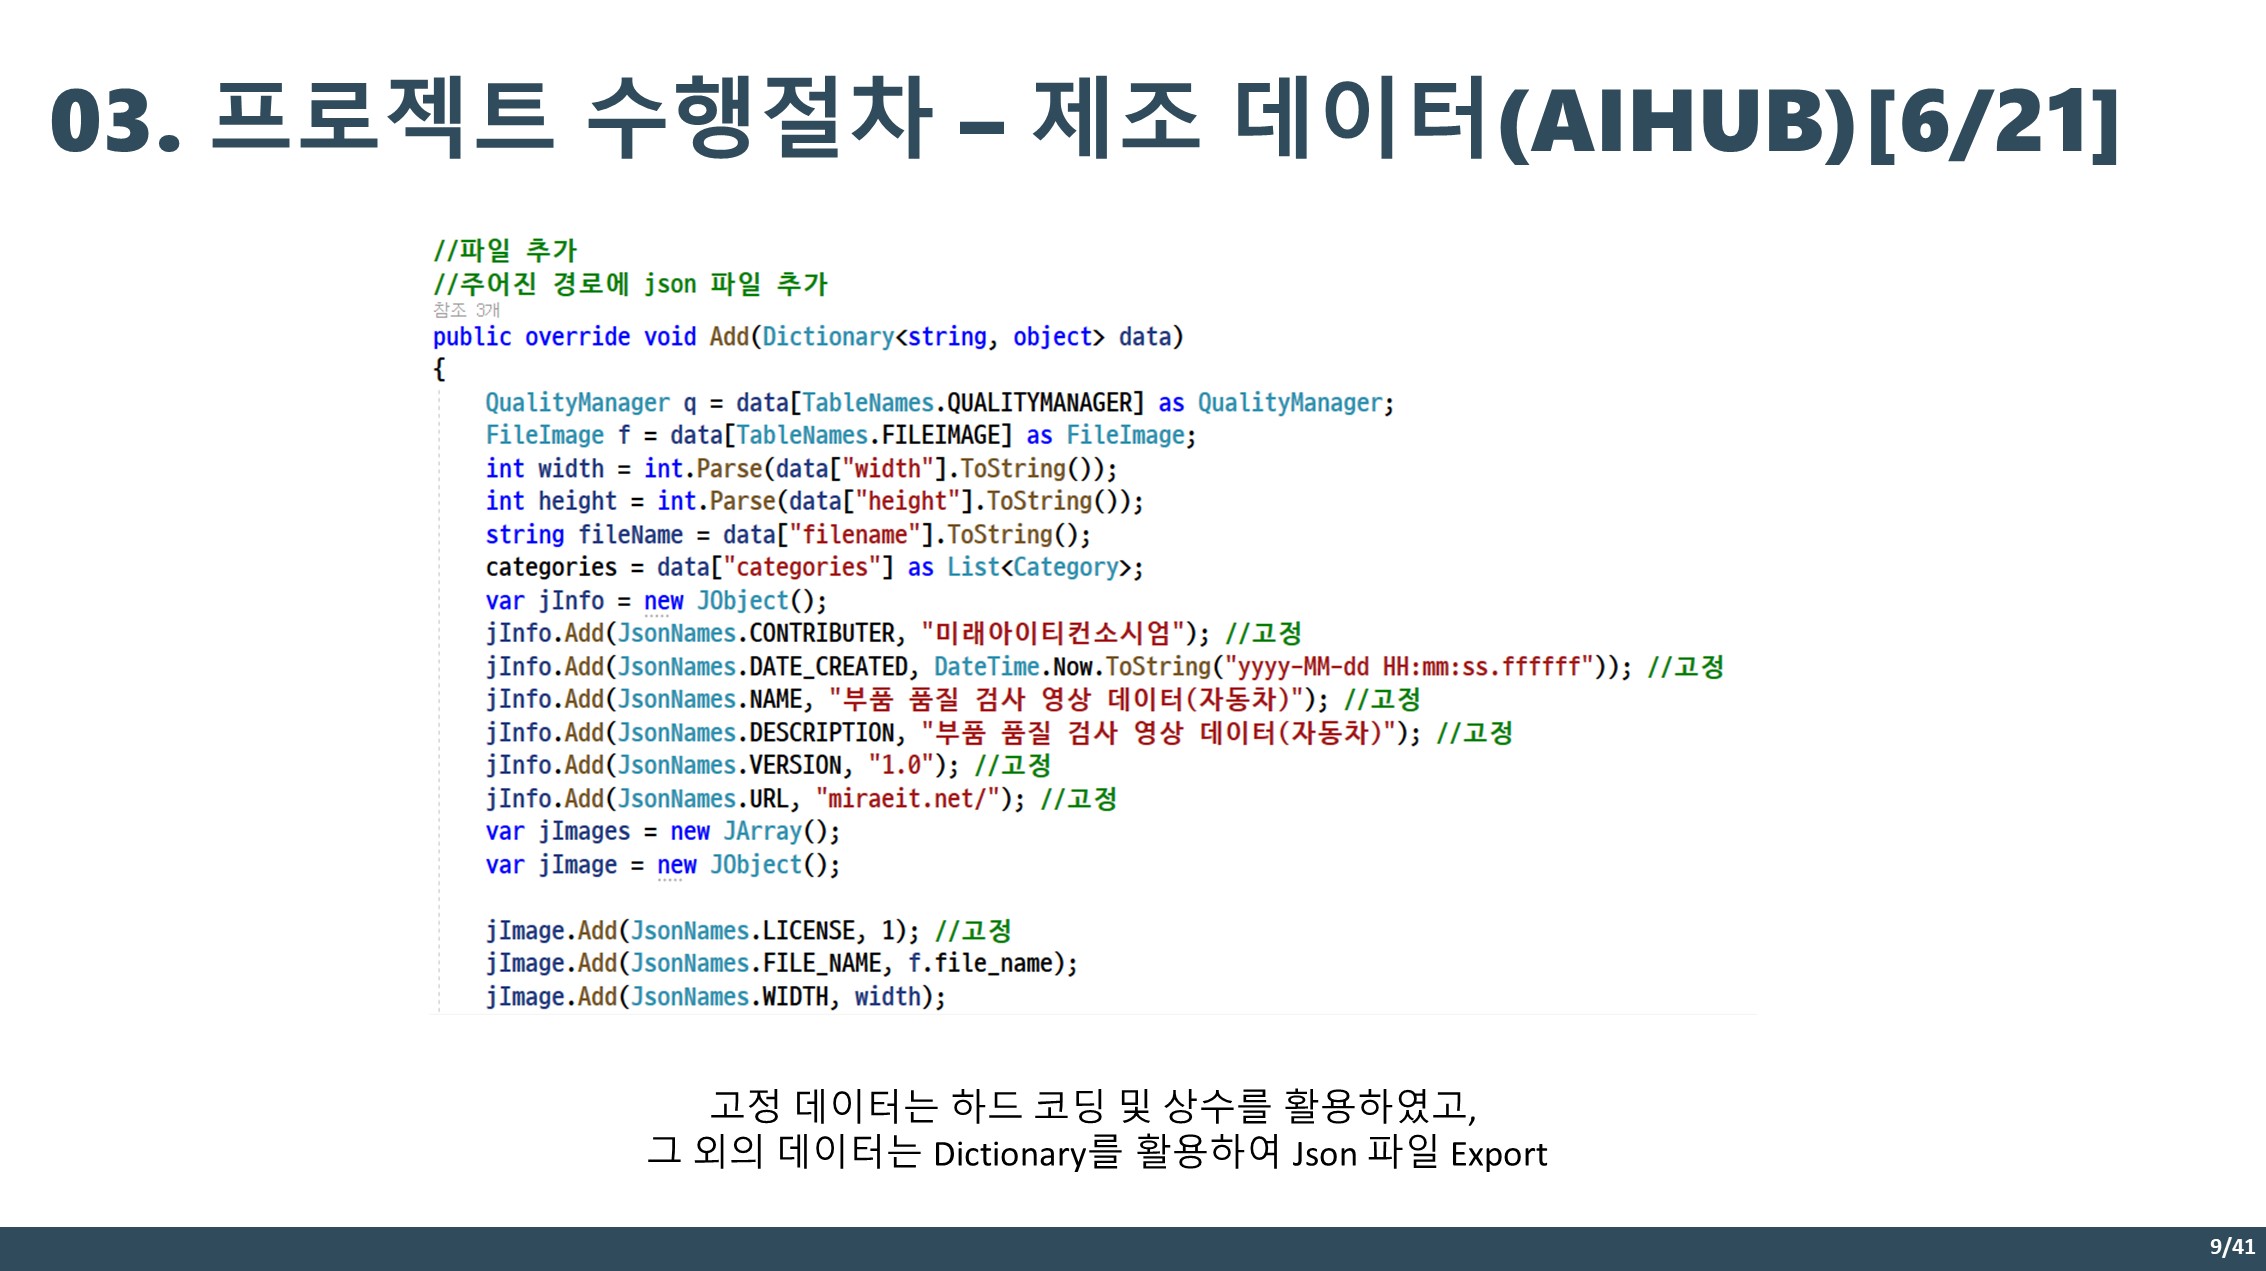 03. 프로젝트 수행절차 – 제조 데이터(AIHUB)[6/21]
//파일 추가
//주어진 경로에 json 파일 추가
참조 3개
public override void Add(Dictionary<string, object> data)
{
QualityManager q = data[TableNames.QUALITYMANAGER] as QualityManager;
FileImage f = data[TableNames.FILEIMAGE] as FileImage;
int width = int.Parse(data["width"].ToString());
int height = int.Parse(data["height"].ToString());
string fileName = data["filename"].ToString();
categories = data["categories"] as List<Category>;
var jInfo = new JObject();
jInfo.Add(JsonNames.CONTRIBUTER, "미래아이티컨소시엄"); //고정
jInfo.Add(JsonNames.DATE_CREATED, DateTime.Now.ToString("yyyy-MM-dd HH:mm:ss.ffffff")); //고정
jInfo.Add(JsonNames.NAME, "부품 품질 검사 영상 데이터(자동차)"); //고정
jInfo.Add(JsonNames.DESCRIPTION, "부품 품질 검사 영상 데이터(자동차)"); //고정
jInfo.Add(JsonNames.VERSION, "1.0"); //고정
jInfo.Add(JsonNames.URL, "miraeit.net/"); //고정
var jImages = new JArray();
var jImage = new JObject();
jImage.Add(JsonNames.LICENSE, 1); //고정
jImage.Add(JsonNames.FILE_NAME, f.file_name);
jImage.Add(JsonNames.WIDTH, width);
고정 데이터는 하드 코딩 및 상수를 활용하였고,
그 외의 데이터는 Dictionary를 활용하여 Json 파일 Export
9/41